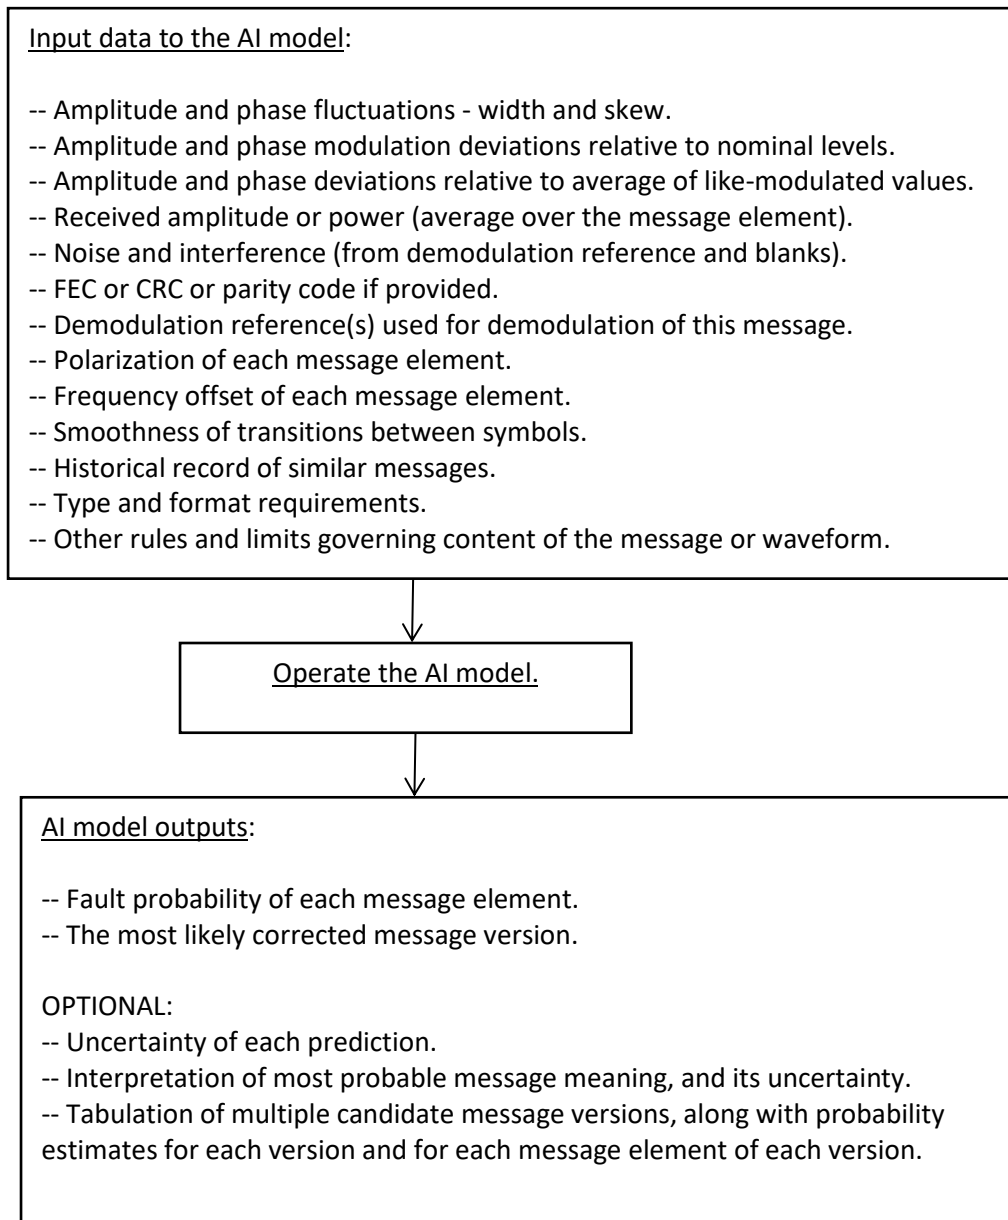 Input data to the AI model:
-- Amplitude and phase fluctuations - width and skew.
-- Amplitude and phase modulation deviations relative to nominal levels.
-- Amplitude and phase deviations relative to average of like-modulated values.
-- Received amplitude or power (average over the message element).
-- Noise and interference (from demodulation reference and blanks).
-- FEC or CRC or parity code if provided.
-- Demodulation reference(s) used for demodulation of this message.
-- Polarization of each message element.
-- Frequency offset of each message element.
-- Smoothness of transitions between symbols.
-- Historical record of similar messages.
-- Type and format requirements.
-- Other rules and limits governing content of the message or waveform.
Operate the AI model.
AI model outputs:
-- Fault probability of each message element.
-- The most likely corrected message version.
OPTIONAL:
-- Uncertainty of each prediction.
-- Interpretation of most probable message meaning, and its uncertainty.
-- Tabulation of multiple candidate message versions, along with probability
estimates for each version and for each message element of each version.